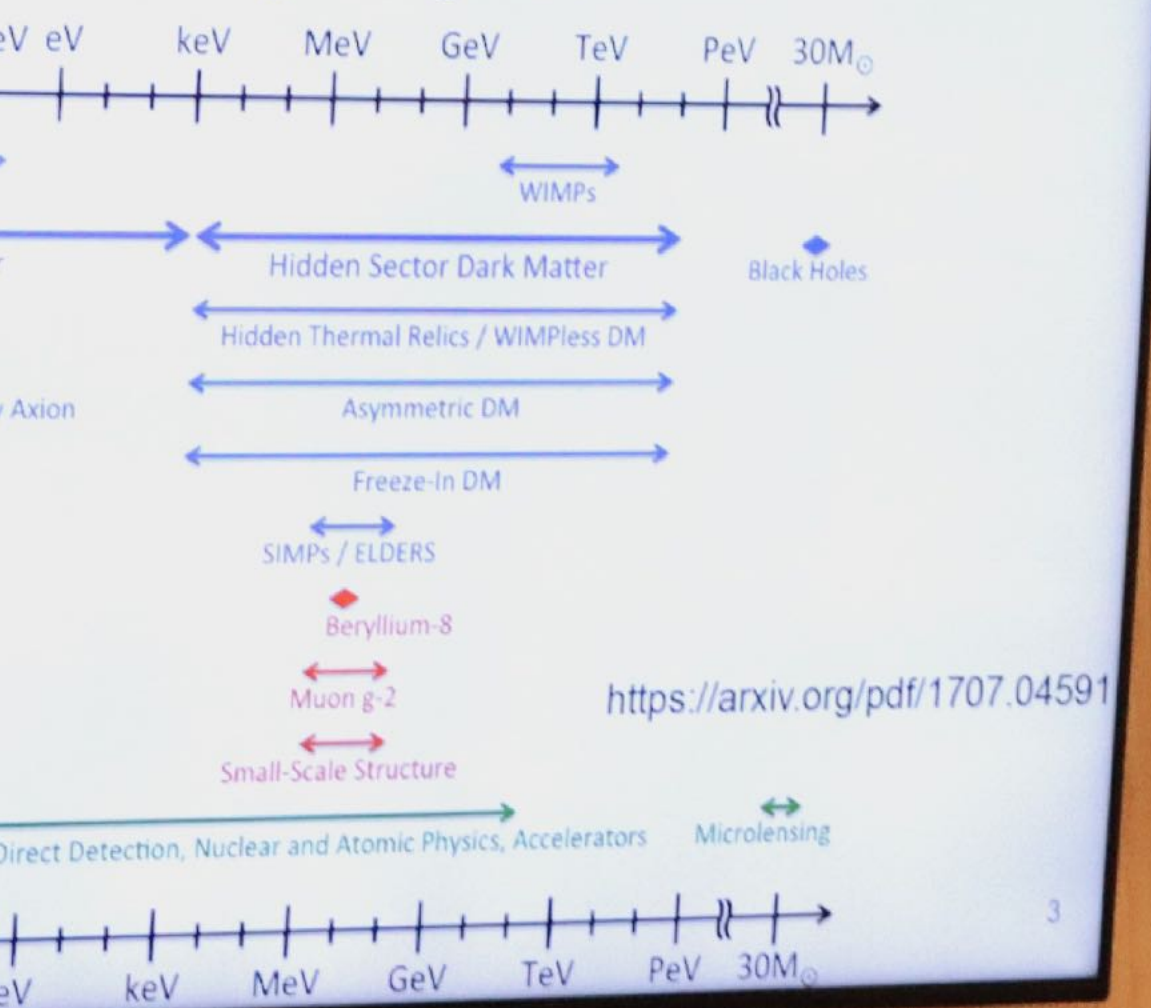 eV eV keV MeV GeV TeV PeV 30M☉
WIMPs
Hidden Sector Dark Matter
Black Holes
Hidden Thermal Relics / WIMPless DM
Axion
Asymmetric DM
Freeze-In DM
SIMPs / ELDERS
Beryllium-8
Muon g-2
https://arxiv.org/pdf/1707.04591
Small-Scale Structure
Direct Detection, Nuclear and Atomic Physics, Accelerators
Microlensing
3
eV keV MeV GeV TeV PeV 30M☉